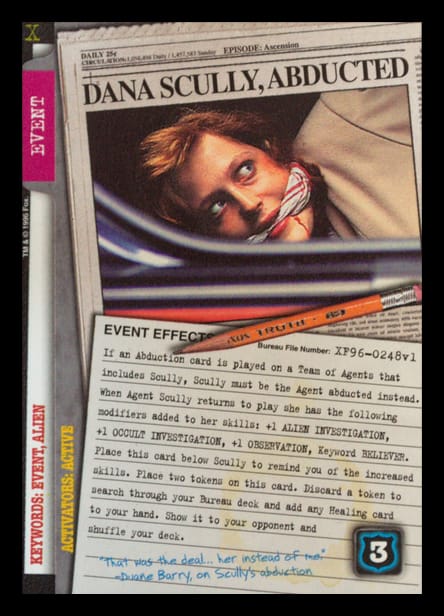 X
EVENT
TM & © 1996 Fox.
KEYWORDS: EVENT, ALIEN
ACTIVATORS: ACTIVE
DAILY 25¢
EPISODE: Ascension
DANA SCULLY, ABDUCTED
TRUTH
EVENT EFFECTS
Bureau File Number: XF96-0248v1
If an Abduction card is played on a Team of Agents that
includes Scully, Scully must be the Agent abducted instead.
When Agent Scully returns to play she has the following
modifiers added to her skills: +1 ALIEN INVESTIGATION,
+1 OCCULT INVESTIGATION, +1 OBSERVATION, Keyword BELIEVER.
Place this card below Scully to remind you of the increased
skills. Place two tokens on this card. Discard a token to
search through your Bureau deck and add any Healing card
to your hand. Show it to your opponent and
shuffle your deck.
"That was the deal... her instead of me."
-Duane Barry, on Scully's abduction
3